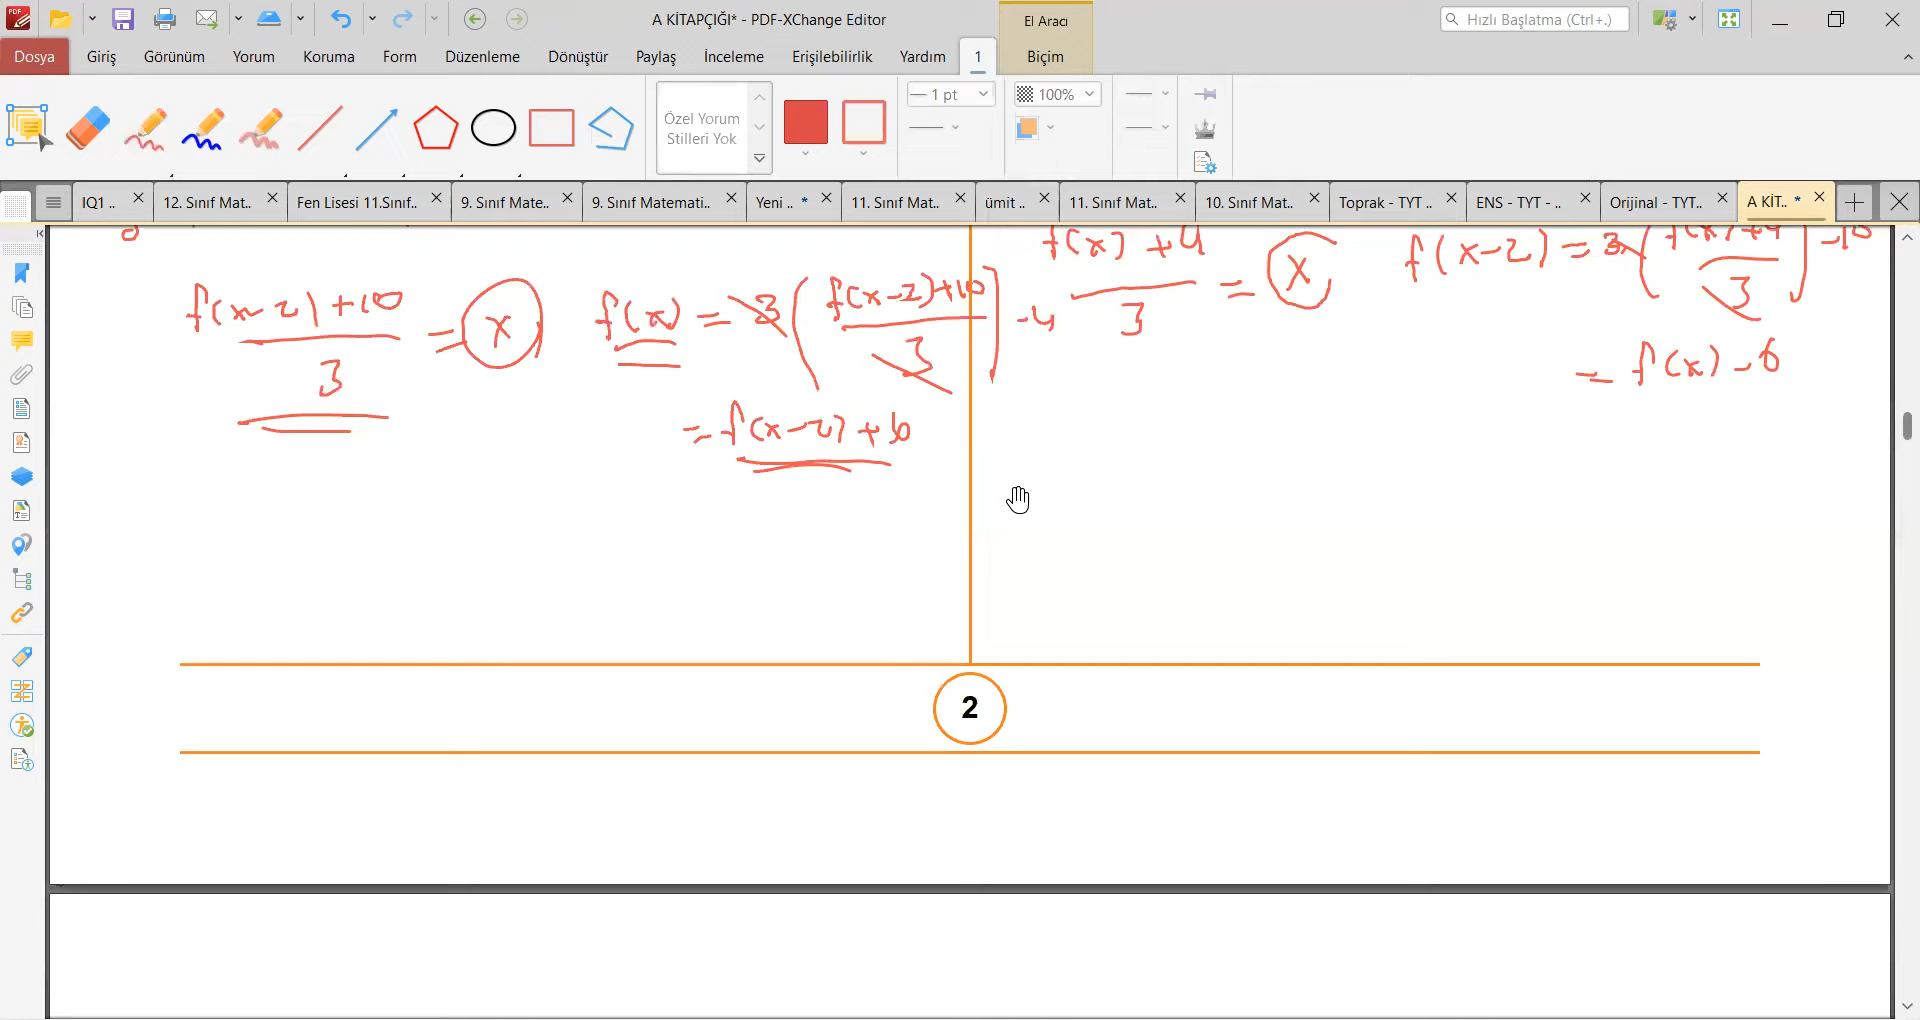 A KİTAPÇIĞI* - PDF-XChange Editor
El Aracı
Hızlı Başlatma (Ctrl+.)
Dosya Giriş Görünüm Yorum Koruma Form Düzenleme Dönüştür Paylaş İnceleme Erişilebilirlik Yardım 1 Biçim
Özel Yorum
Stilleri Yok
1 pt
100%
IQ1 .. 12. Sınıf Mat.. Fen Lisesi 11.Sınıf.. 9. Sınıf Mate.. 9. Sınıf Matemati.. Yeni .. * 11. Sınıf Mat.. ümit .. 11. Sınıf Mat.. 10. Sınıf Mat.. Toprak - TYT .. ENS - TYT - .. Orijinal - TYT.. A KİT.. *
f(x-2)+10 / 3 = x
f(x) = 3(f(x-2)+10 / 3) -4
= f(x-2)+6
f(x)+4 / 3 = x
f(x-2) = 3(f(x)+4 / 3) -10
= f(x)-6
2